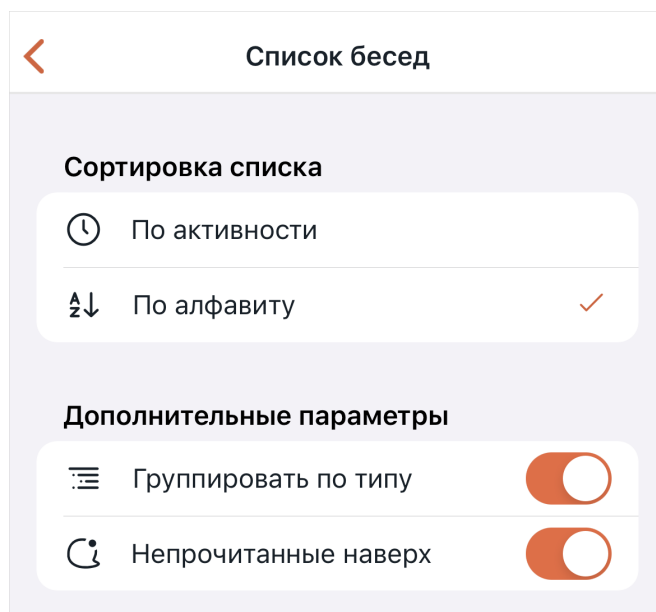 Список бесед
Сортировка списка
По активности
По алфавиту
Дополнительные параметры
Группировать по типу
Непрочитанные наверх